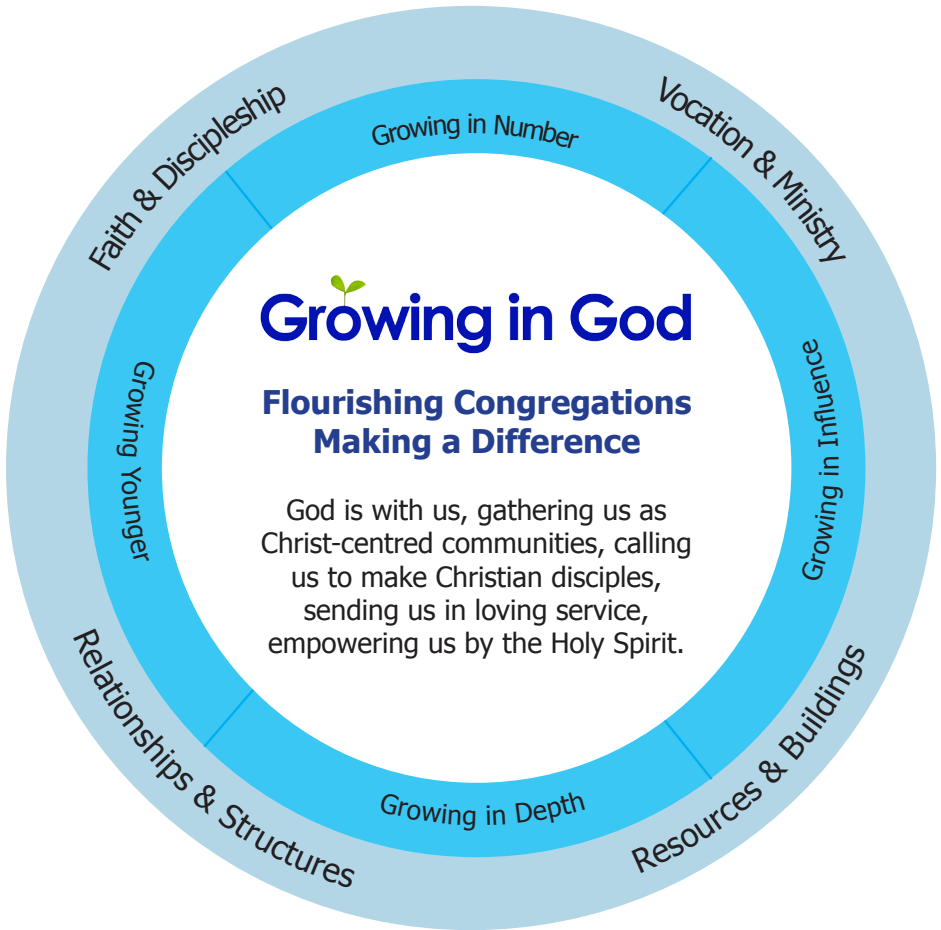 Faith & Discipleship
Vocation & Ministry
Growing in Number
Growing in God
Flourishing Congregations
Making a Difference
God is with us, gathering us as
Christ-centred communities, calling
us to make Christian disciples,
sending us in loving service,
empowering us by the Holy Spirit.
Growing Younger
Growing in Influence
Growing in Depth
Relationships & Structures
Resources & Buildings